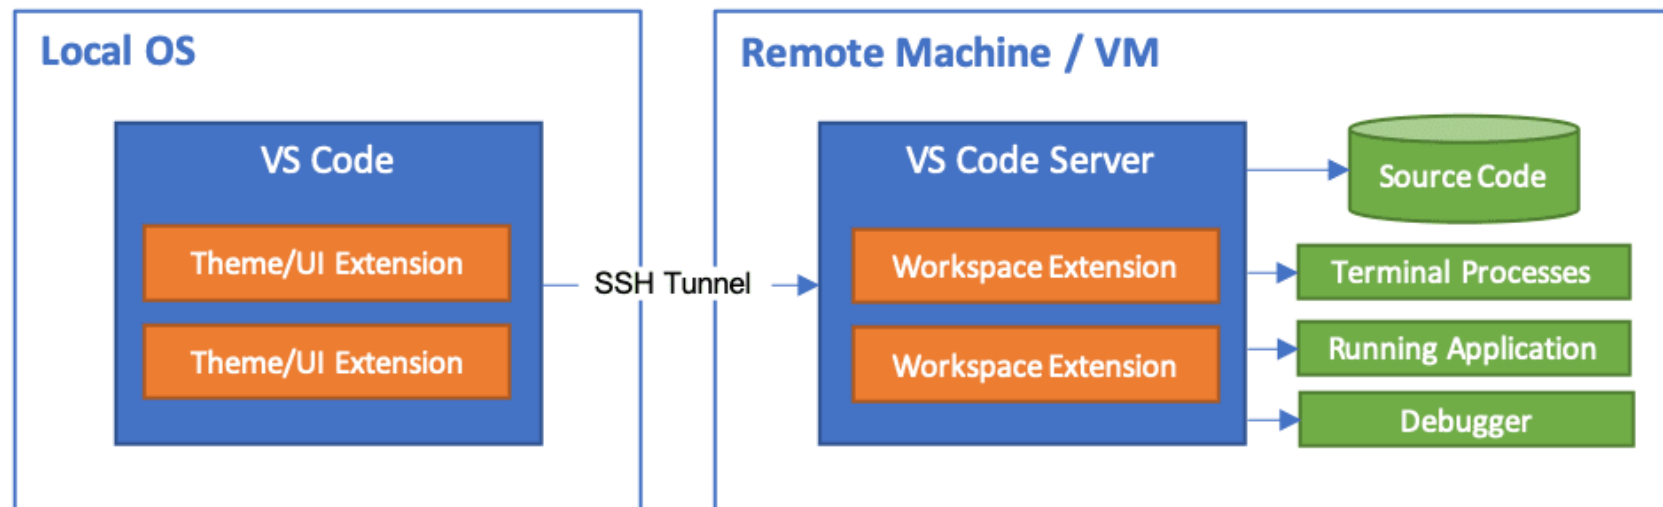 Local OS
VS Code
Theme/UI Extension
Theme/UI Extension
SSH Tunnel
Remote Machine / VM
VS Code Server
Workspace Extension
Workspace Extension
Source Code
Terminal Processes
Running Application
Debugger